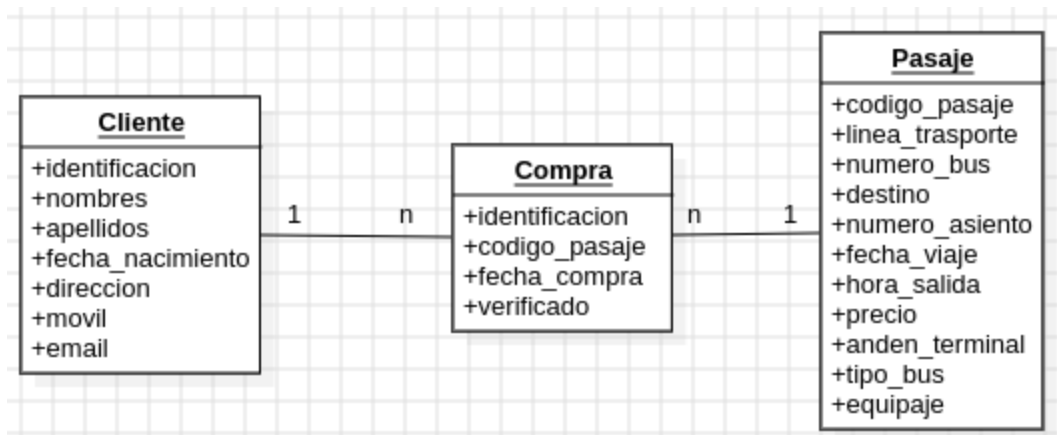 Cliente
+identificacion
+nombres
+apellidos
+fecha_nacimiento
+direccion
+movil
+email
1
n
Compra
+identificacion
+codigo_pasaje
+fecha_compra
+verificado
n
1
Pasaje
+codigo_pasaje
+linea_trasporte
+numero_bus
+destino
+numero_asiento
+fecha_viaje
+hora_salida
+precio
+anden_terminal
+tipo_bus
+equipaje